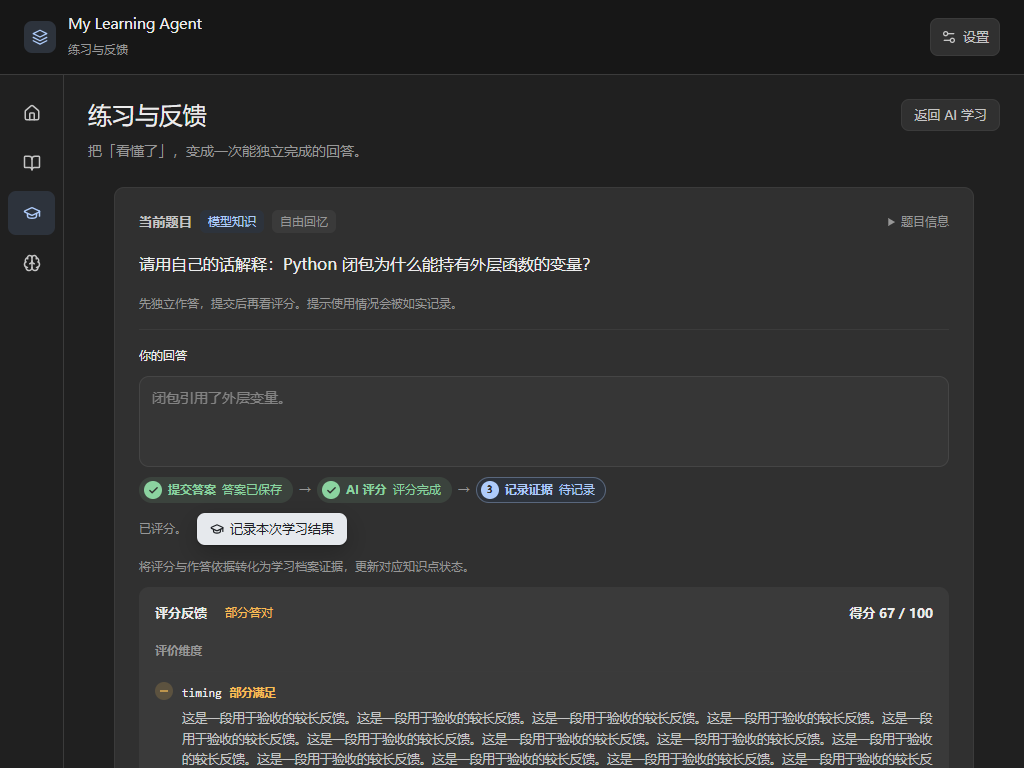 My Learning Agent
练习与反馈
设置
练习与反馈
返回 AI 学习
把「看懂了」，变成一次能独立完成的回答。
当前题目 模型知识 自由回忆
题目信息
请用自己的话解释：Python 闭包为什么能持有外层函数的变量？
先独立作答，提交后再看评分。提示使用情况会被如实记录。
你的回答
闭包引用了外层变量。
提交答案 答案已保存 → AI 评分 评分完成 → 3 记录证据 待记录
已评分。 记录本次学习结果
将评分与作答依据转化为学习档案证据，更新对应知识点状态。
评分反馈 部分答对
得分 67 / 100
评价维度
timing 部分满足
这是一段用于验收的较长反馈。这是一段用于验收的较长反馈。这是一段用于验收的较长反馈。这是一段用于验收的较长反馈。这是一段
用于验收的较长反馈。这是一段用于验收的较长反馈。这是一段用于验收的较长反馈。这是一段用于验收的较长反馈。这是一段用于验收
的较长反馈。这是一段用于验收的较长反馈。这是一段用于验收的较长反馈。这是一段用于验收的较长反馈。这是一段用于验收的较长反